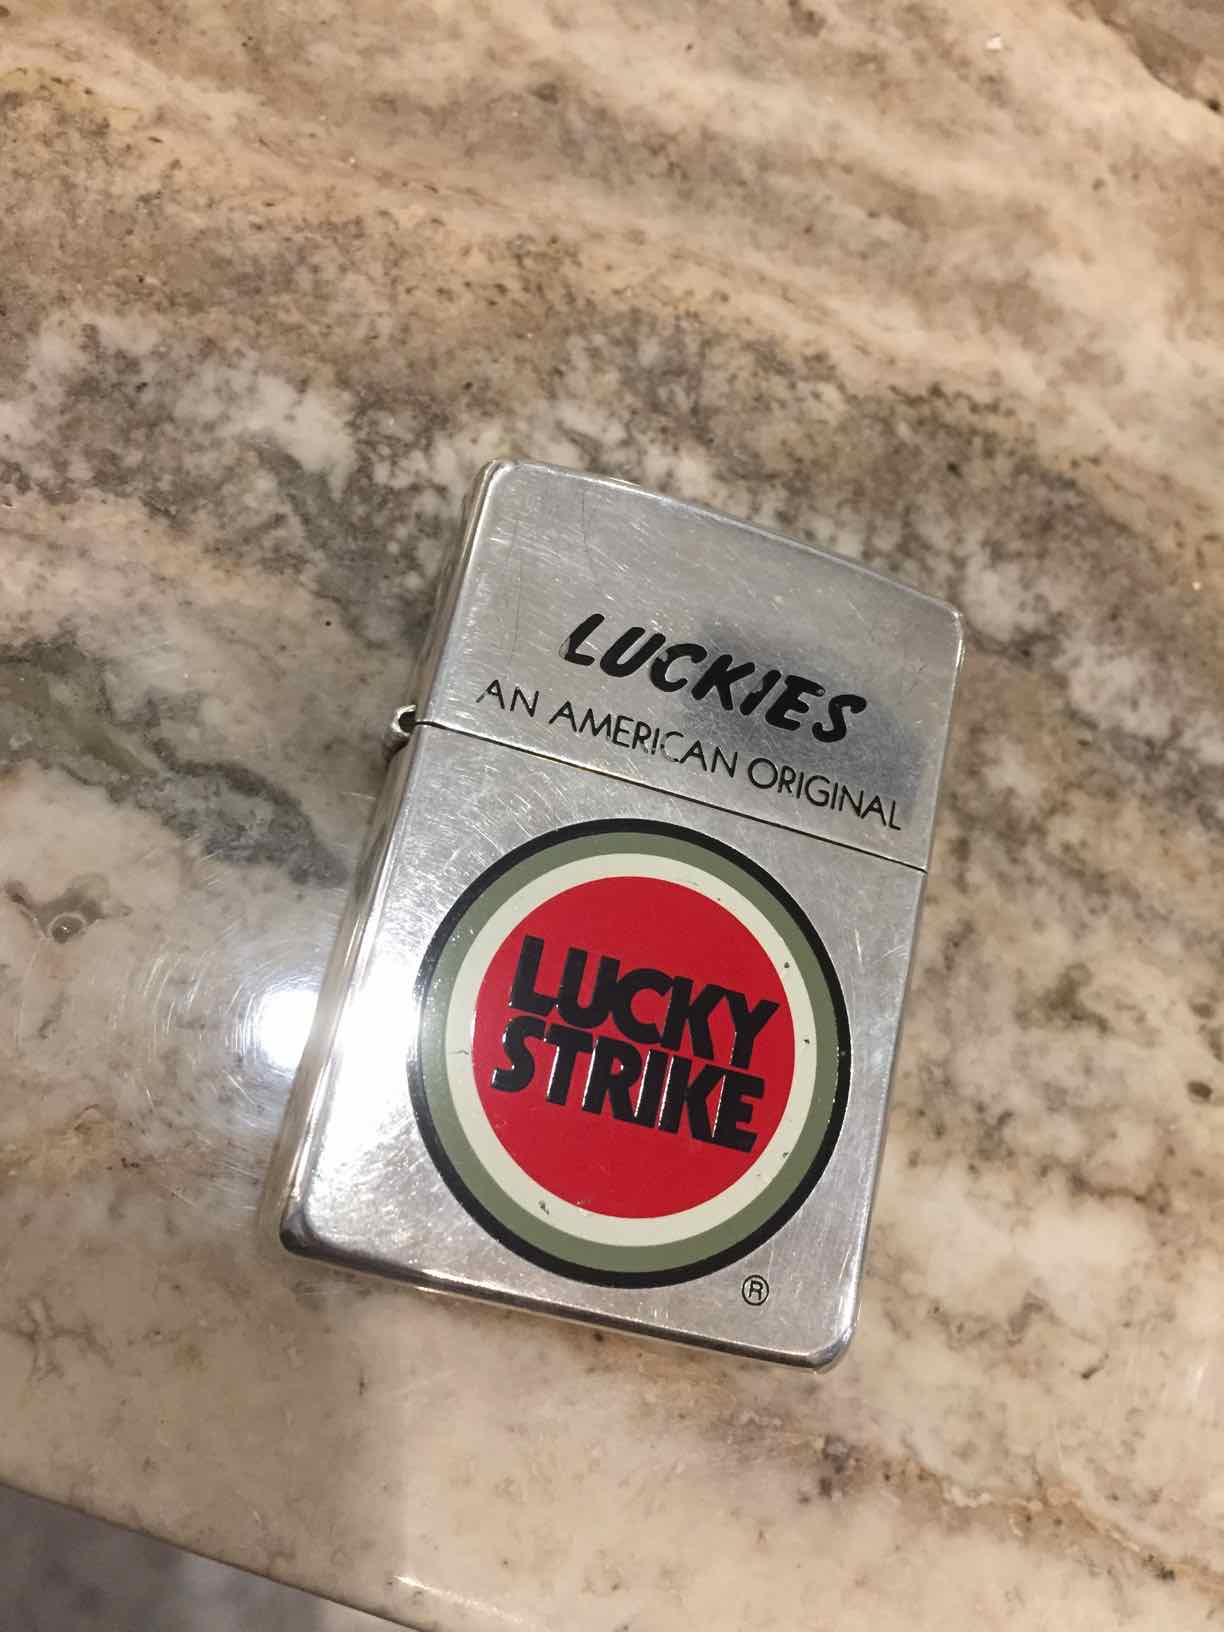 LUCKIES
AN AMERICAN ORIGINAL
LUCKY
STRIKE
®